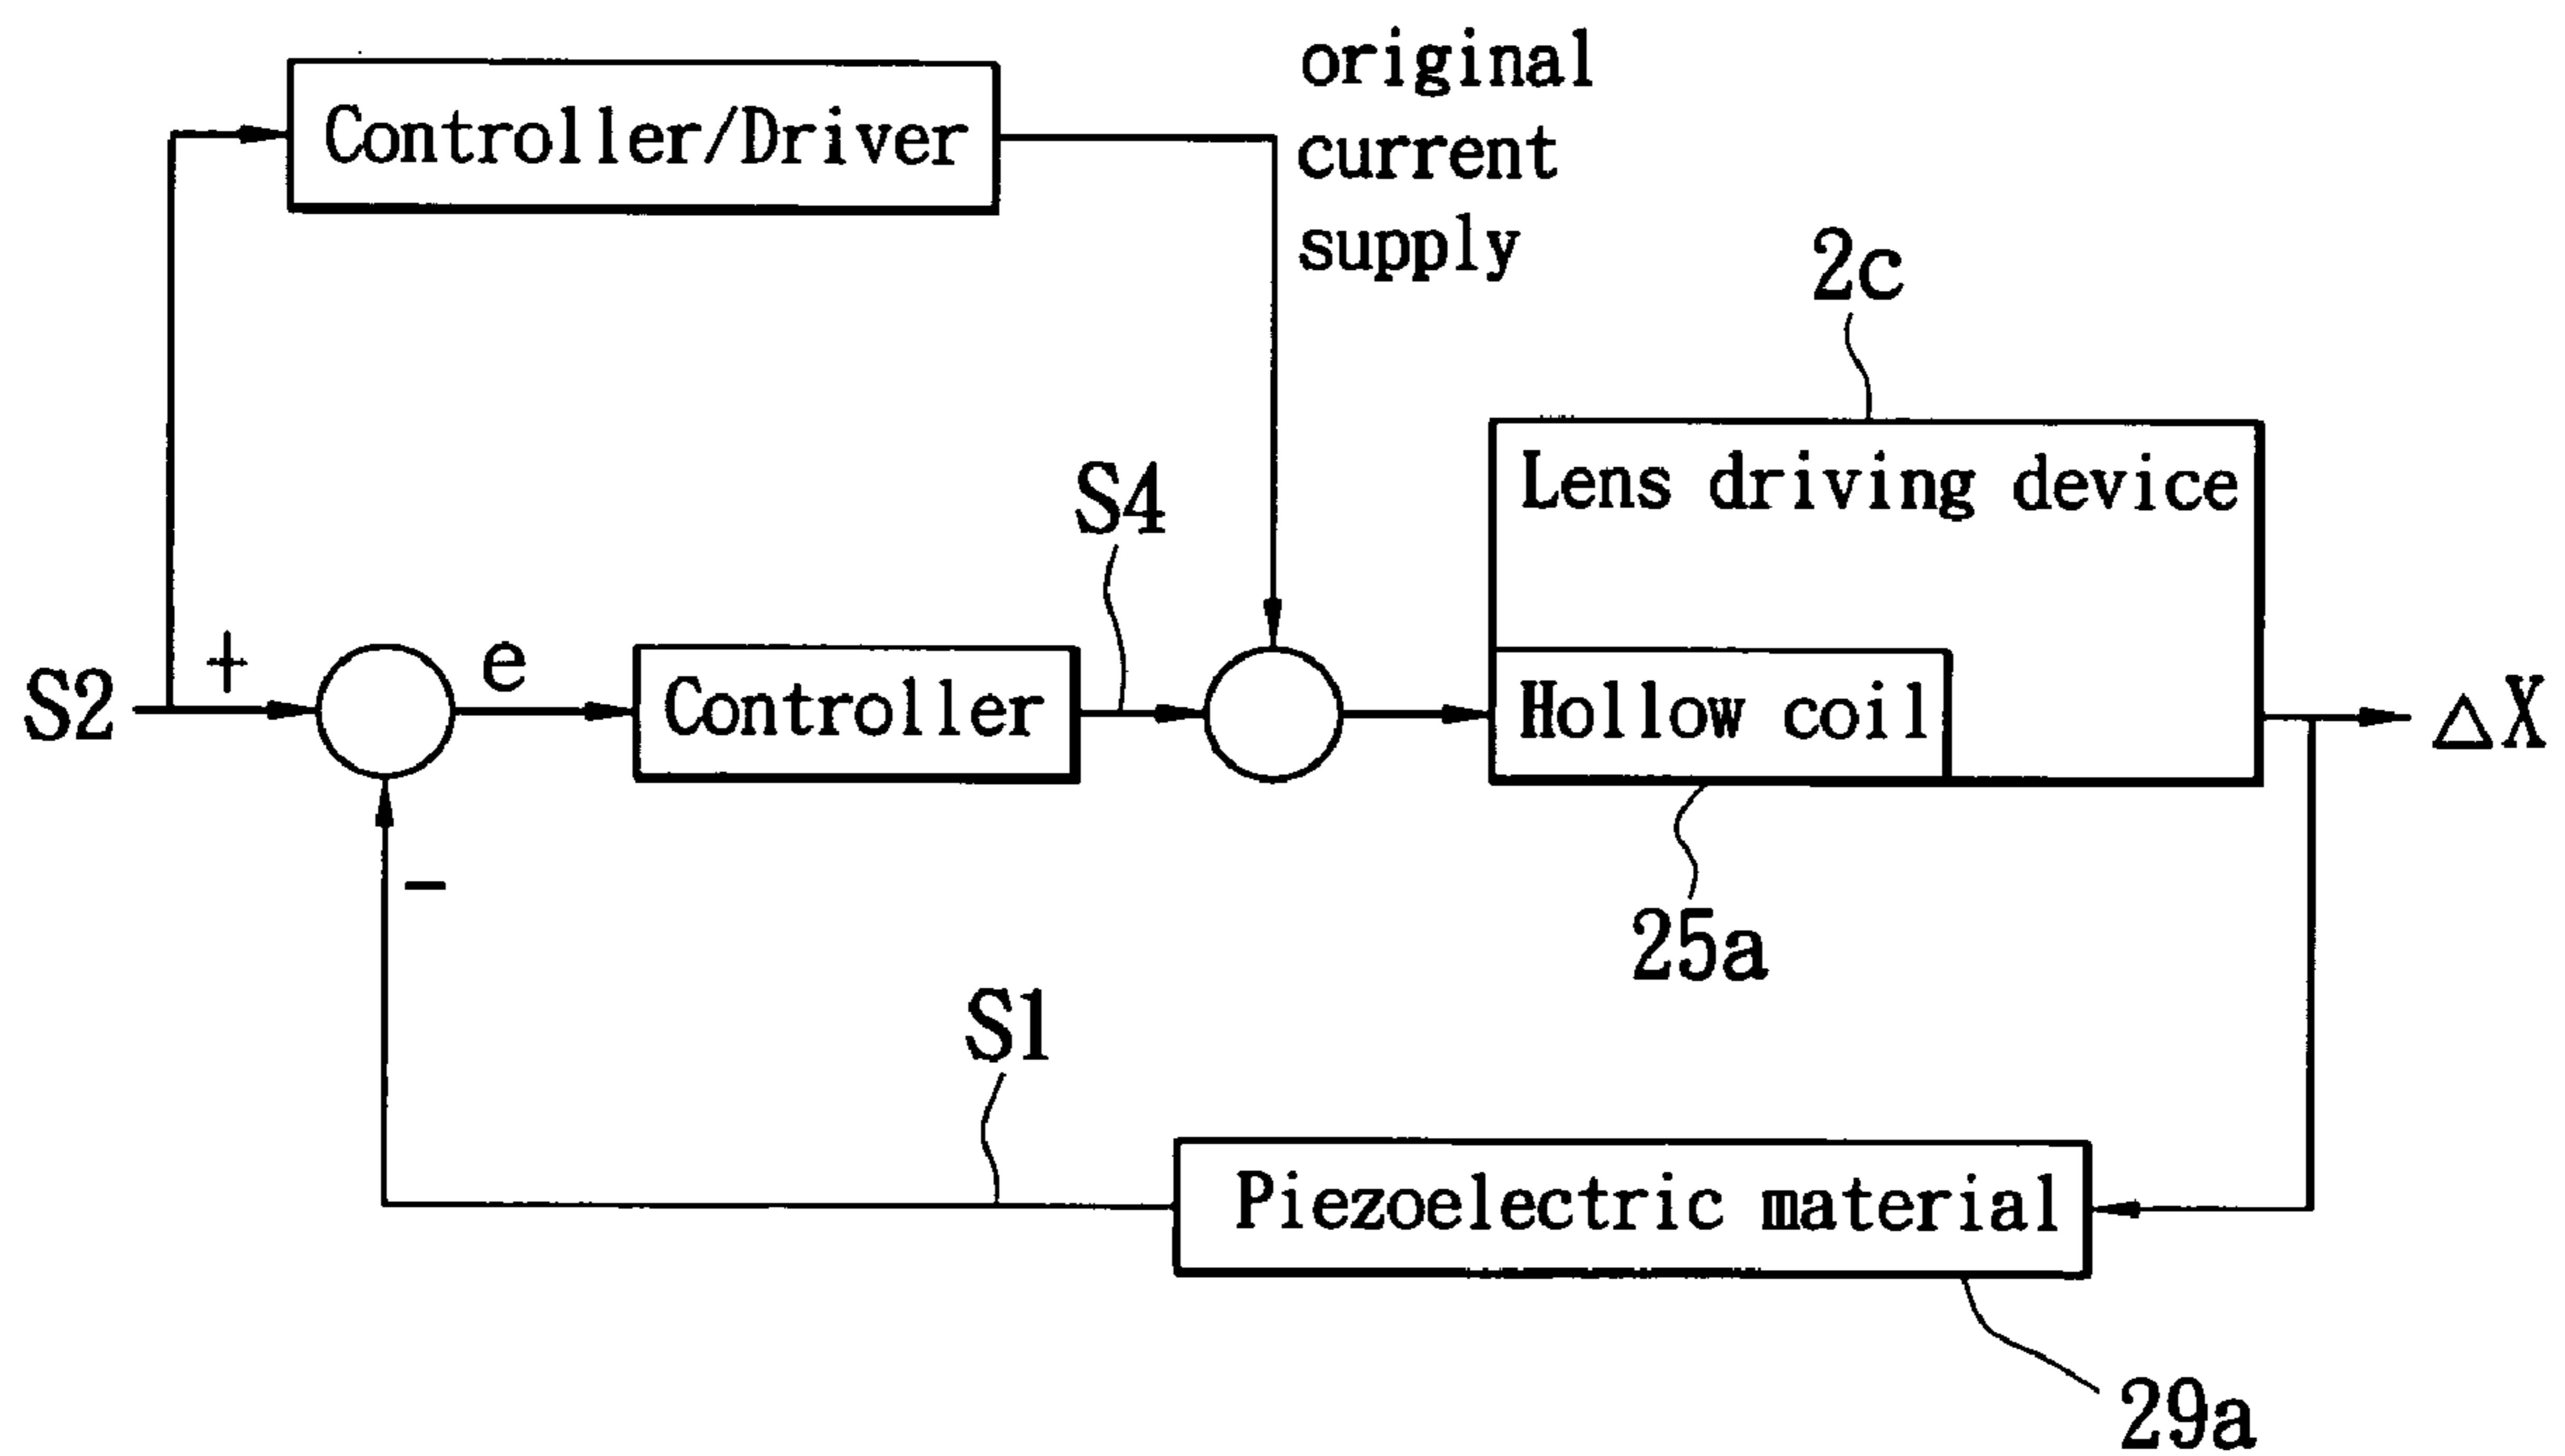 original
current
supply
Controller/Driver
2c
Lens driving device
S4
S2
+
e
Controller
Hollow coil
△X
-
25a
S1
Piezoelectric material
29a